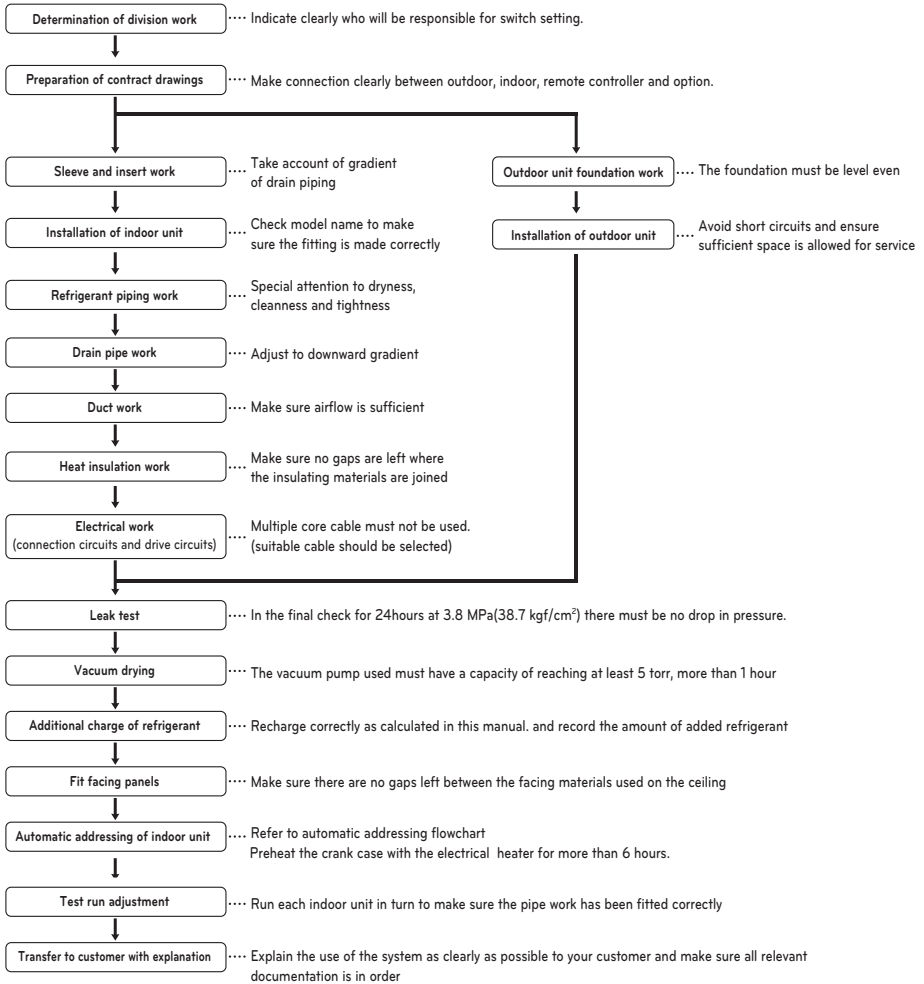 Determination of division work
···· Indicate clearly who will be responsible for switch setting.
Preparation of contract drawings
···· Make connection clearly between outdoor, indoor, remote controller and option.
Sleeve and insert work
···· Take account of gradient
of drain piping
Outdoor unit foundation work
···· The foundation must be level even
Installation of indoor unit
···· Check model name to make
sure the fitting is made correctly
Installation of outdoor unit
···· Avoid short circuits and ensure
sufficient space is allowed for service
Refrigerant piping work
···· Special attention to dryness,
cleanness and tightness
Drain pipe work
···· Adjust to downward gradient
Duct work
···· Make sure airflow is sufficient
Heat insulation work
···· Make sure no gaps are left where
the insulating materials are joined
Electrical work
(connection circuits and drive circuits)
···· Multiple core cable must not be used.
(suitable cable should be selected)
Leak test
···· In the final check for 24hours at 3.8 MPa(38.7 kgf/cm²) there must be no drop in pressure.
Vacuum drying
···· The vacuum pump used must have a capacity of reaching at least 5 torr, more than 1 hour
Additional charge of refrigerant
···· Recharge correctly as calculated in this manual. and record the amount of added refrigerant
Fit facing panels
···· Make sure there are no gaps left between the facing materials used on the ceiling
Automatic addressing of indoor unit
···· Refer to automatic addressing flowchart
Preheat the crank case with the electrical heater for more than 6 hours.
Test run adjustment
···· Run each indoor unit in turn to make sure the pipe work has been fitted correctly
Transfer to customer with explanation
···· Explain the use of the system as clearly as possible to your customer and make sure all relevant
documentation is in order